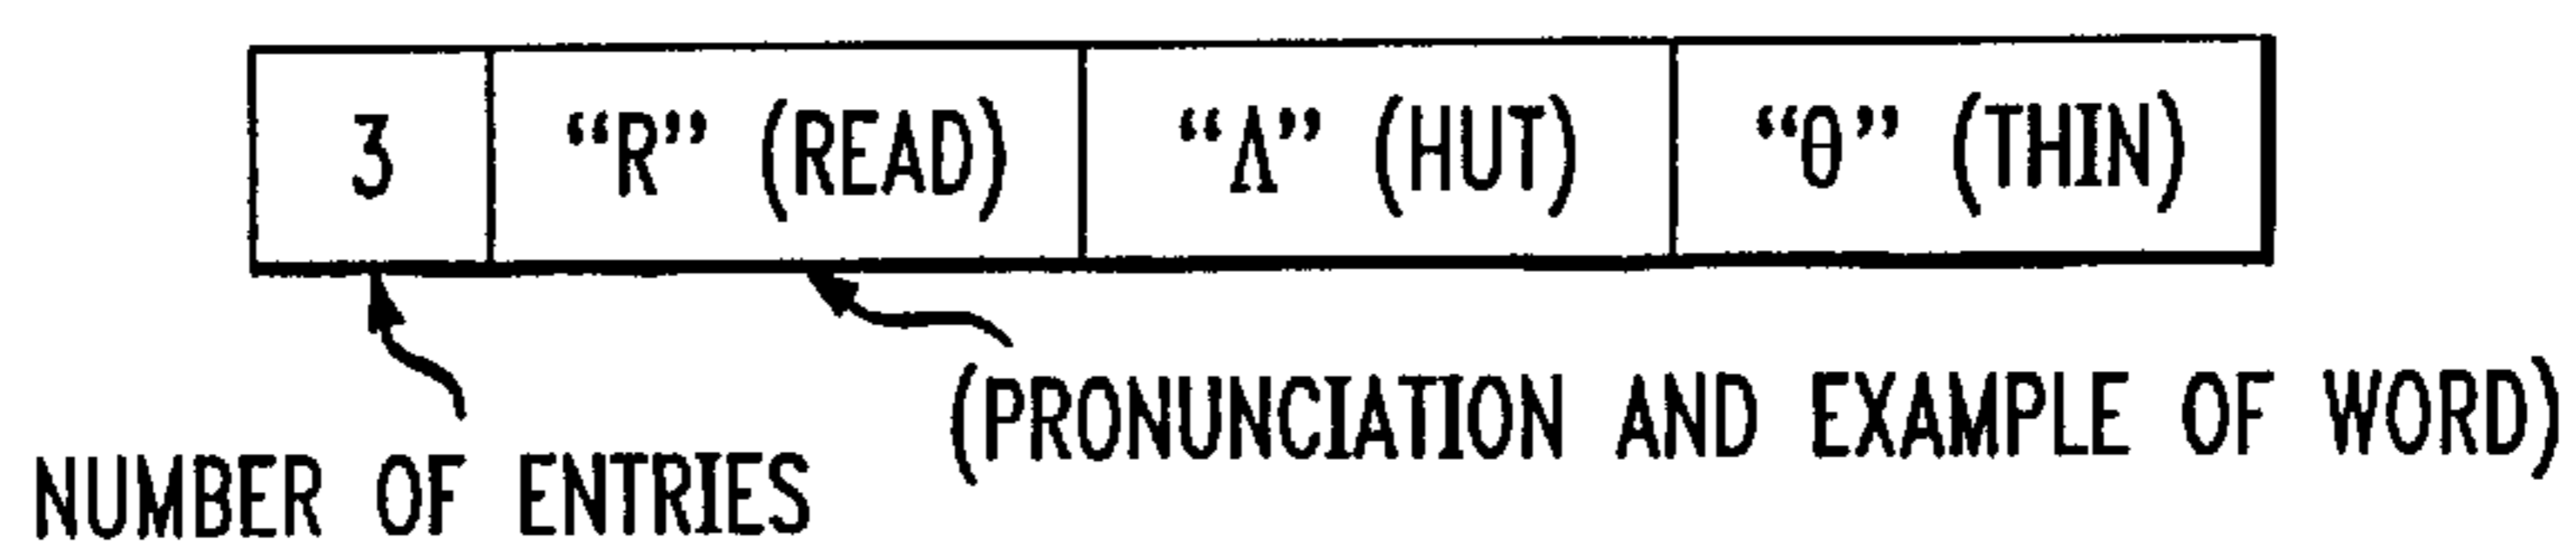 3 “R” (READ) “Λ” (HUT) “θ” (THIN)
(PRONUNCIATION AND EXAMPLE OF WORD)
NUMBER OF ENTRIES